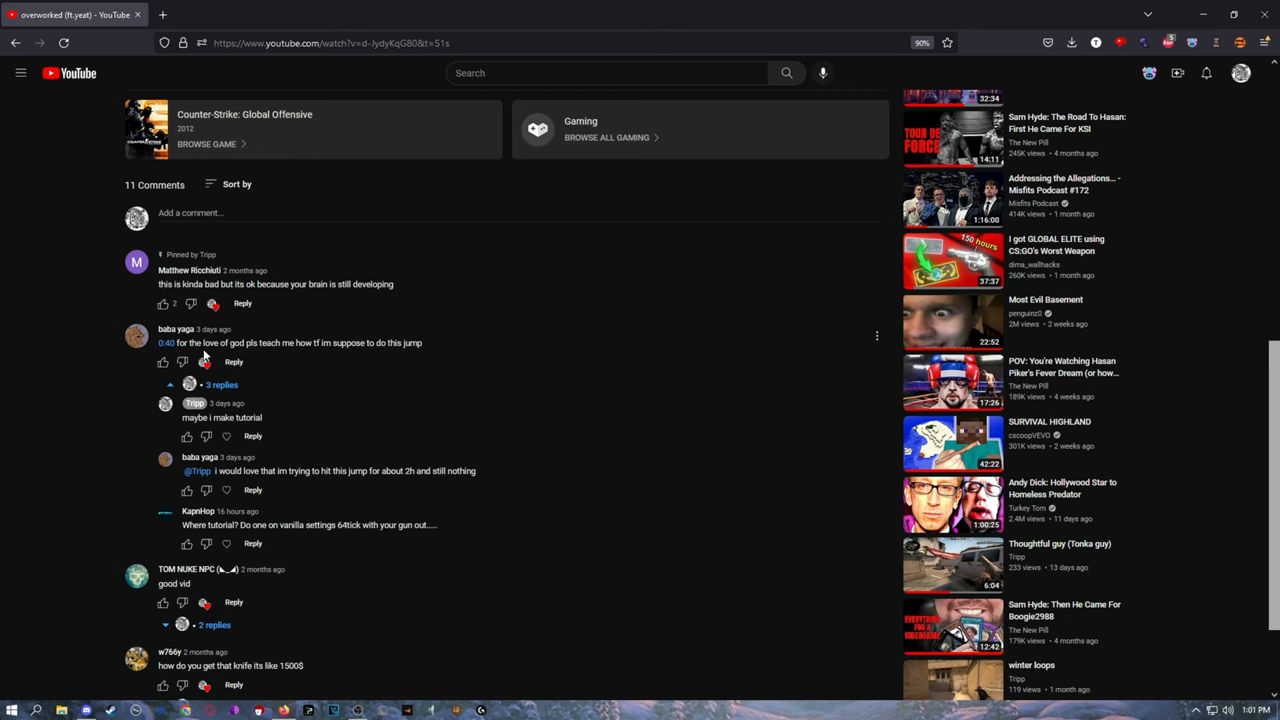 overworked (ft.yeat) - YouTube
https://www.youtube.com/watch?v=d-JydyKqG80&t=51s
90%
YouTube
Search
Counter-Strike: Global Offensive
2012
BROWSE GAME
Gaming
BROWSE ALL GAMING
11 Comments
Sort by
Add a comment...
Pinned by Tripp
M
Matthew Ricchiuti 2 months ago
this is kinda bad but its ok because your brain is still developing
2
Reply
baba yaga 3 days ago
0:40 for the love of god pls teach me how tf im suppose to do this jump
Reply
3 replies
Tripp 3 days ago
maybe i make tutorial
Reply
baba yaga 3 days ago
@Tripp i would love that im trying to hit this jump for about 2h and still nothing
Reply
KapnHop 16 hours ago
Where tutorial? Do one on vanilla settings 64tick with your gun out.....
Reply
TOM NUKE NPC (◣_◢) 2 months ago
good vid
Reply
2 replies
w766y 2 months ago
how do you get that knife its like 1500$
Reply
32:34
TOUR DE FORCE
14:11
Sam Hyde: The Road To Hasan:
First He Came For KSI
The New Pill
245K views • 4 months ago
1:16:00
Addressing the Allegations... -
Misfits Podcast #172
Misfits Podcast
414K views • 1 month ago
150 hours
37:37
I got GLOBAL ELITE using
CS:GO's Worst Weapon
dima_wallhacks
260K views • 1 month ago
22:52
Most Evil Basement
penguinz0
2M views • 2 weeks ago
17:26
POV: You're Watching Hasan
Piker's Fever Dream (or how...
The New Pill
189K views • 4 weeks ago
42:22
SURVIVAL HIGHLAND
cscoopVEVO
301K views • 2 weeks ago
1:00:25
Andy Dick: Hollywood Star to
Homeless Predator
Turkey Tom
2.4M views • 11 days ago
6:04
Thoughtful guy (Tonka guy)
Tripp
233 views • 13 days ago
EVERYTHING
FOR A
VIDEOGAME
12:42
Sam Hyde: Then He Came For
Boogie2988
The New Pill
179K views • 4 months ago
winter loops
Tripp
119 views • 1 month ago
1:01 PM